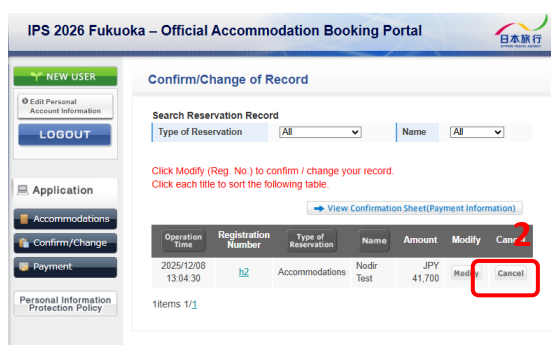 IPS 2026 Fukuoka – Official Accommodation Booking Portal
日本旅行
NIPPON TRAVEL AGENCY
NEW USER
Edit Personal
Account Information
LOGOUT
Application
Accommodations
Confirm/Change
Payment
Personal Information
Protection Policy
Confirm/Change of Record
Search Reservation Record
Type of Reservation All Name All
Click Modify (Reg. No.) to confirm / change your record.
Click each title to sort the following table.
View Confirmation Sheet(Payment Information)
Operation Time Registration Number Type of Reservation Name Amount Modify Cancel
2
2025/12/08 13:04:30 h2 Accommodations Nodir Test JPY 41,700 Modify Cancel
1items 1/1